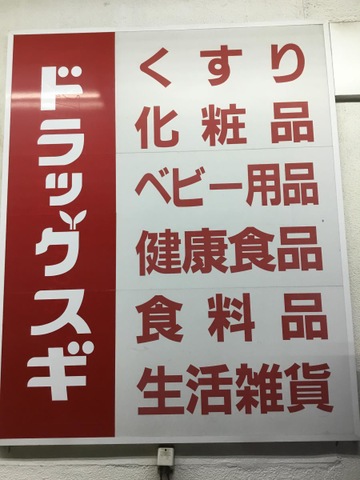 ドラッグスギ
くすり
化粧品
ベビー用品
健康食品
食料品
生活雑貨